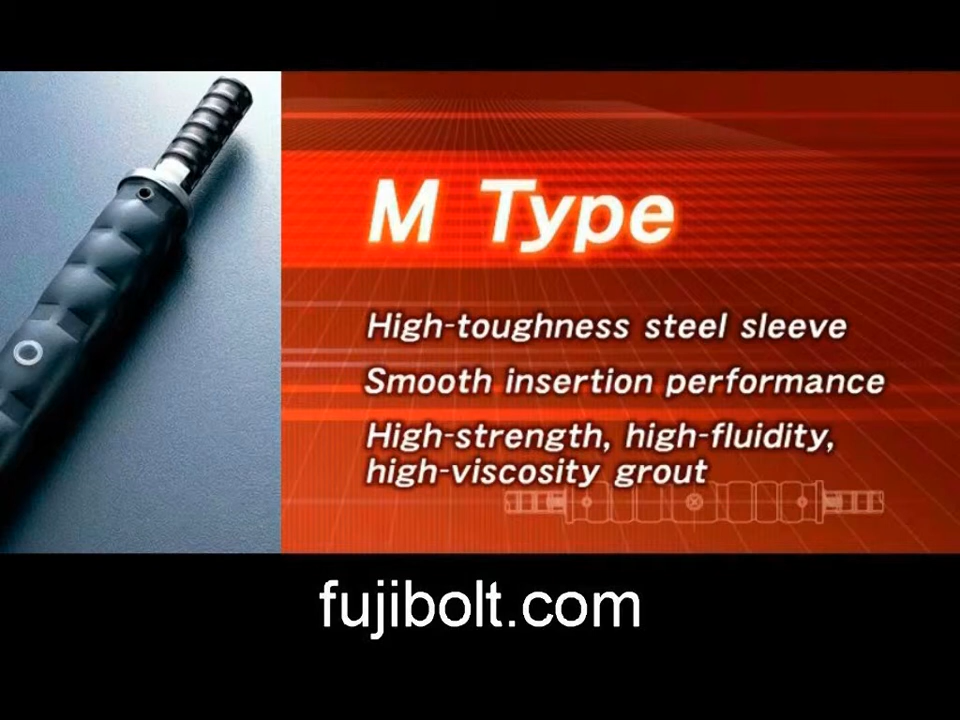 M Type
High-toughness steel sleeve
Smooth insertion performance
High-strength, high-fluidity,
high-viscosity grout
fujibolt.com